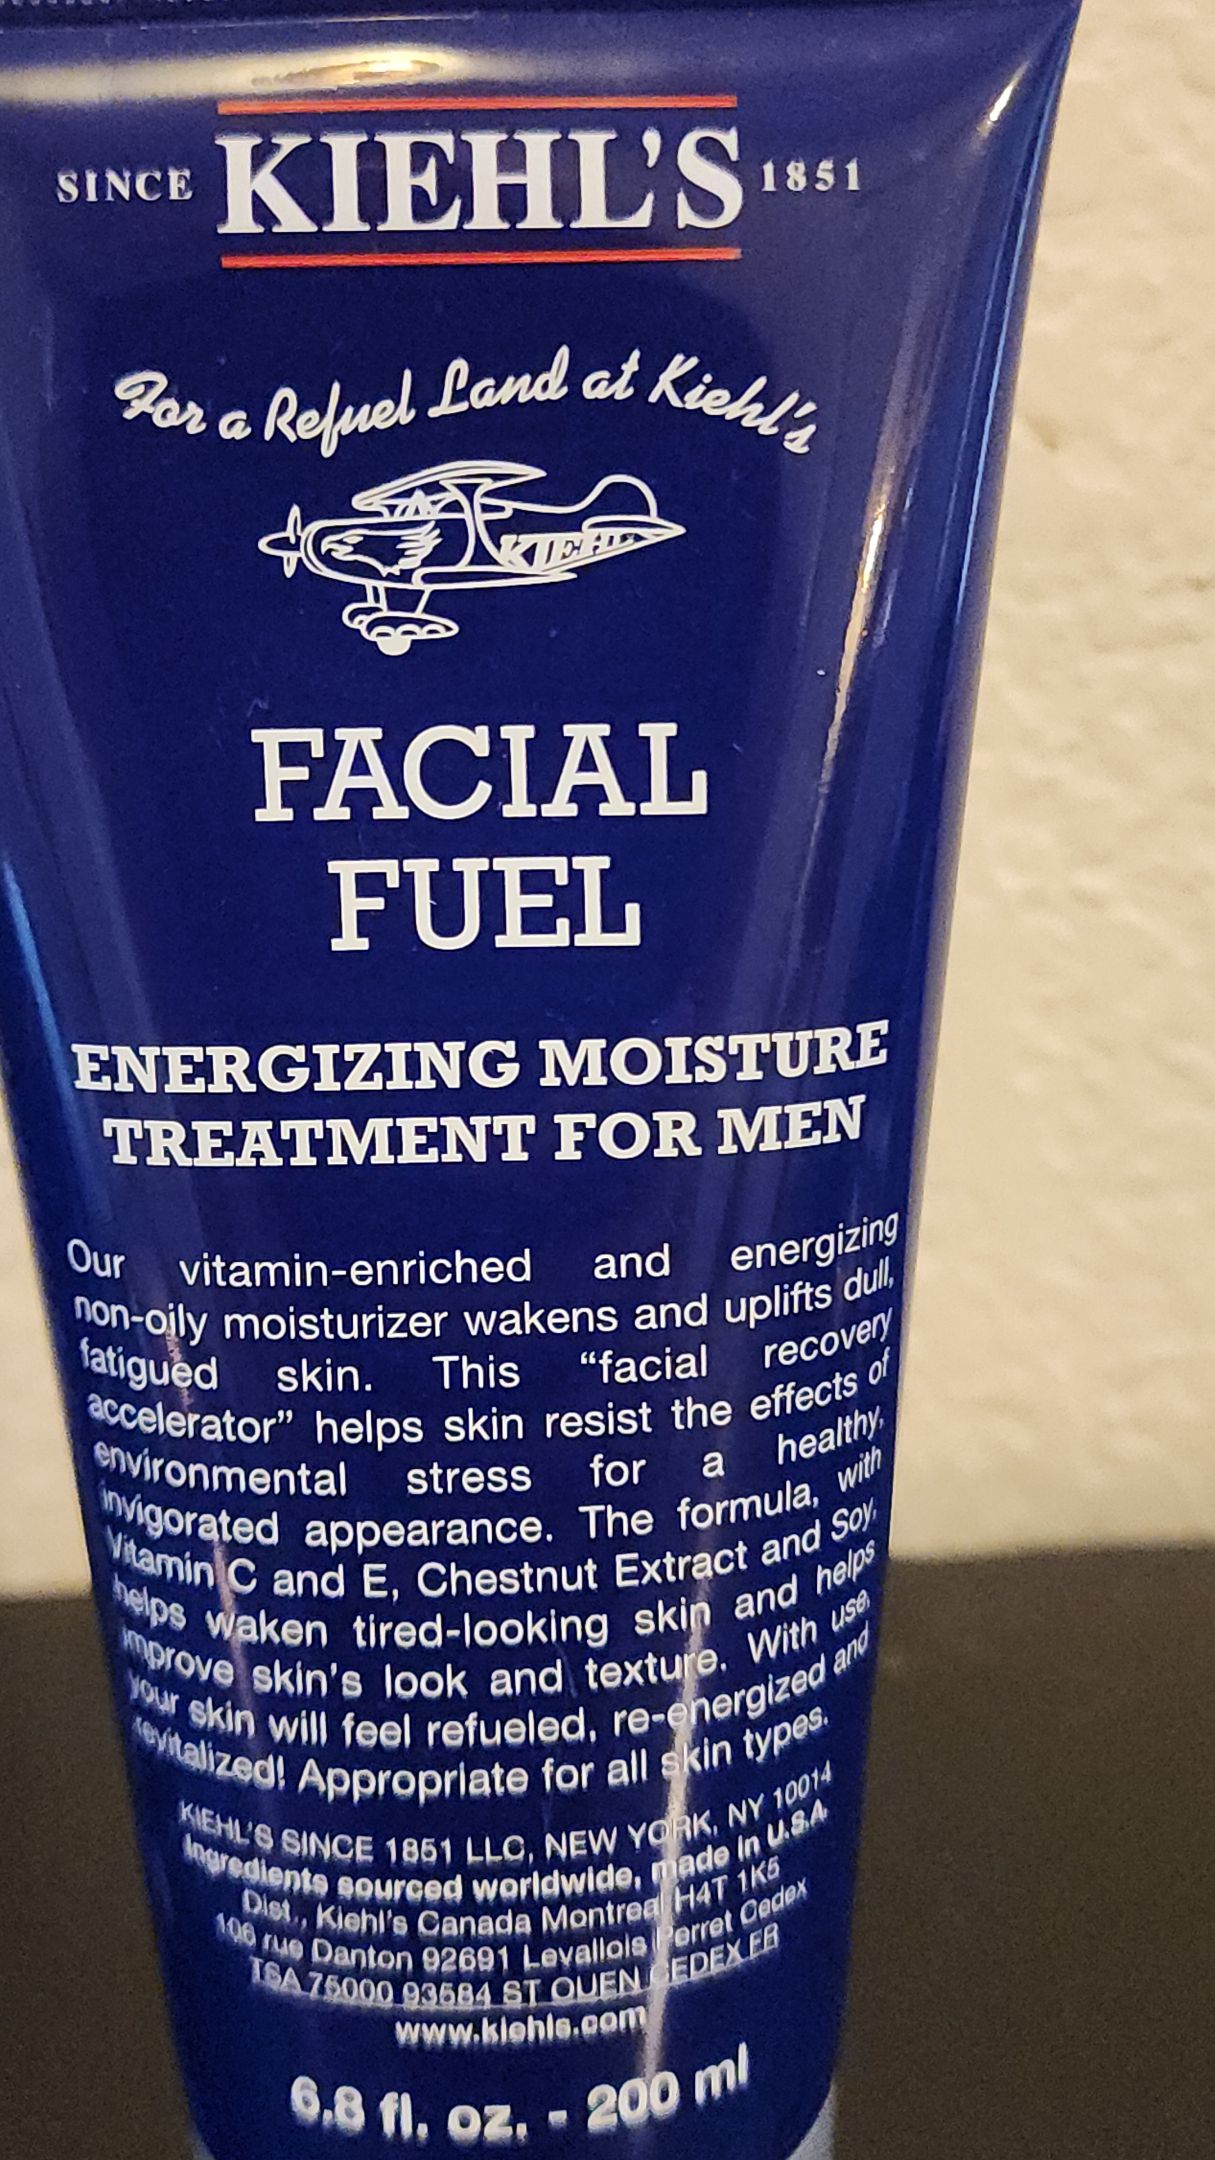 SINCE KIEHL'S 1851
For a Refuel Land at Kiehl's
KIEHL'S
FACIAL
FUEL
ENERGIZING MOISTURE
TREATMENT FOR MEN
Our vitamin-enriched and energizing
non-oily moisturizer wakens and uplifts dull,
fatigued skin. This “facial recovery
accelerator” helps skin resist the effects of
environmental stress for a healthy,
invigorated appearance. The formula, with
Vitamin C and E, Chestnut Extract and Soy,
helps waken tired-looking skin and helps
improve skin's look and texture. With use,
your skin will feel refueled, re-energized and
revitalized! Appropriate for all skin types.
KIEHL'S SINCE 1851 LLC, NEW YORK, NY 10014
Ingredients sourced worldwide, made in U.S.A.
Dist., Kiehl's Canada Montreal H4T 1K5
106 rue Danton 92691 Levallois Perret Cedex
TSA 75000 93584 ST OUEN CEDEX FR
www.kiehls.com
6.8 fl. oz. - 200 ml